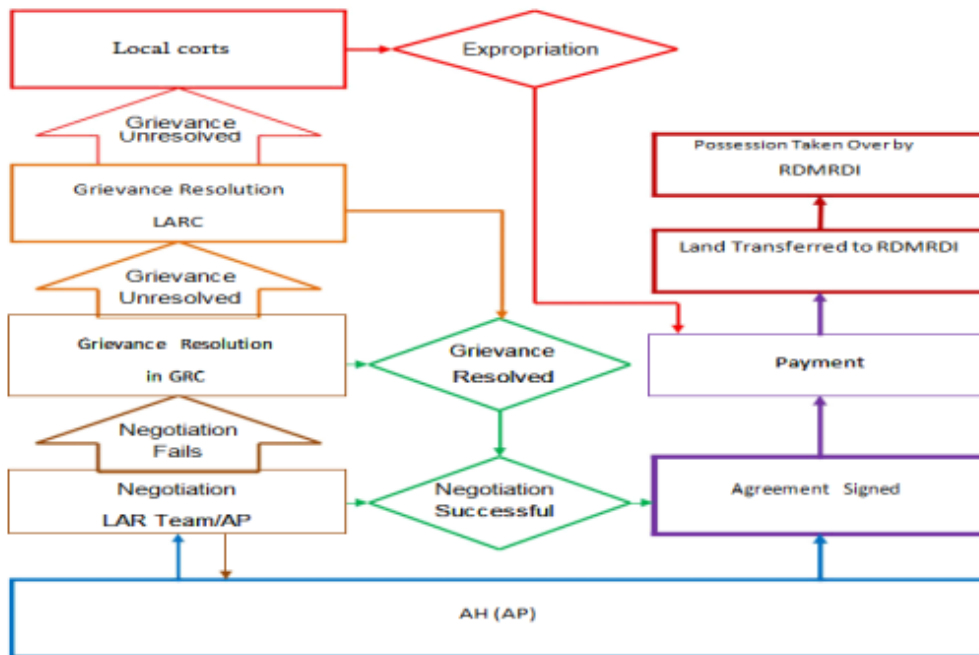 Local corts
Expropriation
Grievance
Unresolved
Possession Taken Over by
RDMRDI
Grievance Resolution
LARC
Land Transferred to RDMRDI
Grievance
Unresolved
Grievance Resolution
in GRC
Grievance
Resolved
Payment
Negotiation
Fails
Negotiation
LAR Team/AP
Negotiation
Successful
Agreement Signed
AH (AP)